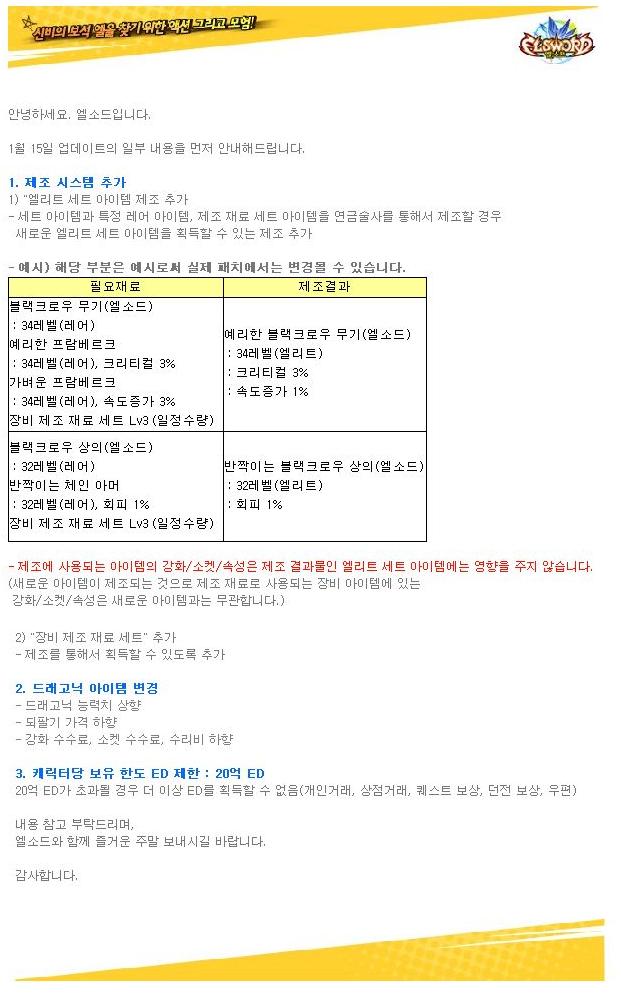 신비의 보석 엘을 찾기 위한 액션 그리고 모험!
ELSWORD
엘소드
안녕하세요. 엘소드입니다.
1월 15일 업데이트의 일부 내용을 먼저 안내해드립니다.
1. 제조 시스템 추가
1) "엘리트 세트 아이템 제조 추가
- 세트 아이템과 특정 레어 아이템, 제조 재료 세트 아이템을 연금술사를 통해서 제조할 경우
새로운 엘리트 세트 아이템을 획득할 수 있는 제조 추가
- 예시) 해당 부분은 예시로써 실제 패치에서는 변경될 수 있습니다.
필요재료
제조결과
블랙크로우 무기(엘소드)
: 34레벨(레어)
예리한 프람베르크
: 34레벨(레어), 크리티컬 3%
가벼운 프람베르크
: 34레벨(레어), 속도증가 3%
장비 제조 재료 세트 Lv3 (일정수량)
예리한 블랙크로우 무기(엘소드)
: 34레벨(엘리트)
: 크리티컬 3%
: 속도증가 1%
블랙크로우 상의(엘소드)
: 32레벨(레어)
반짝이는 체인 아머
: 32레벨(레어), 회피 1%
장비 제조 재료 세트 Lv3 (일정수량)
반짝이는 블랙크로우 상의(엘소드)
: 32레벨(엘리트)
: 회피 1%
- 제조에 사용되는 아이템의 강화/소켓/속성은 제조 결과물인 엘리트 세트 아이템에는 영향을 주지 않습니다.
(새로운 아이템이 제조되는 것으로 제조 재료로 사용되는 장비 아이템에 있는
강화/소켓/속성은 새로운 아이템과는 무관합니다.)
2) "장비 제조 재료 세트" 추가
- 제조를 통해서 획득할 수 있도록 추가
2. 드래고닉 아이템 변경
- 드래고닉 능력치 상향
- 되팔기 가격 하향
- 강화 수수료, 소켓 수수료, 수리비 하향
3. 캐릭터당 보유 한도 ED 제한 : 20억 ED
20억 ED가 초과될 경우 더 이상 ED를 획득할 수 없음(개인거래, 상점거래, 퀘스트 보상, 던전 보상, 우편)
내용 참고 부탁드리며,
엘소드와 함께 즐거운 주말 보내시길 바랍니다.
감사합니다.